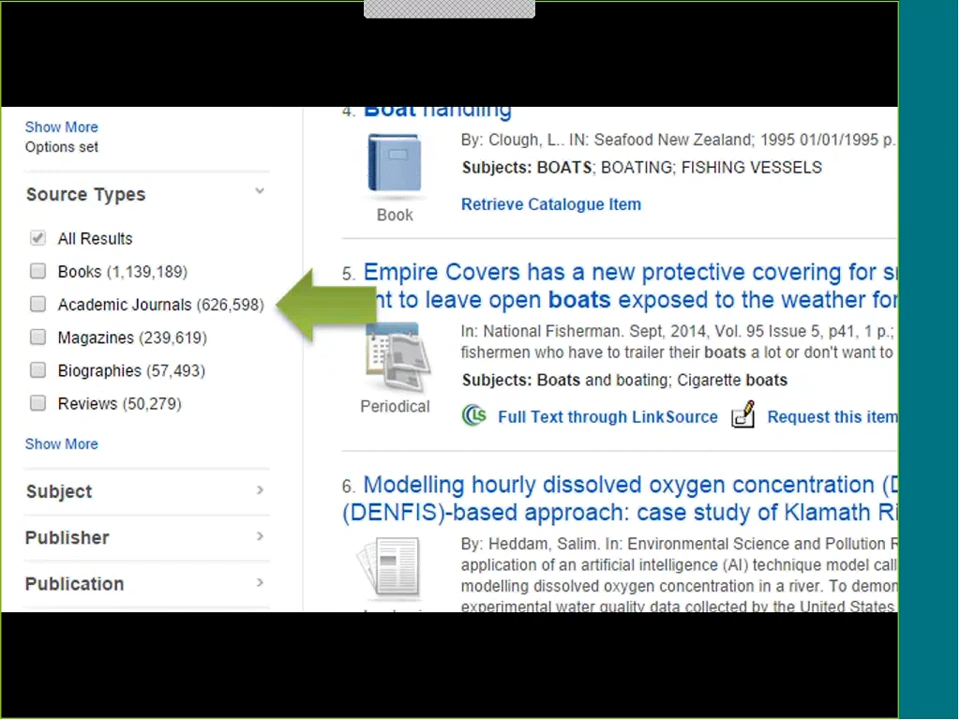 Show More
Options set
Source Types
All Results
Books (1,139,189)
Academic Journals (626,598)
Magazines (239,619)
Biographies (57,493)
Reviews (50,279)
Show More
Subject
Publisher
Publication
4. Boat handling
By: Clough, L.. IN: Seafood New Zealand; 1995 01/01/1995 p.
Subjects: BOATS; BOATING; FISHING VESSELS
Book
Retrieve Catalogue Item
5. Empire Covers has a new protective covering for
to leave open boats exposed to the weather for
In: National Fisherman. Sept, 2014, Vol. 95 Issue 5, p41, 1 p.;
fishermen who have to trailer their boats a lot or don't want to
Subjects: Boats and boating; Cigarette boats
Periodical
Full Text through LinkSource Request this item
6. Modelling hourly dissolved oxygen concentration
(DENFIS)-based approach: case study of Klamath
By: Heddam, Salim. In: Environmental Science and Pollution
application of an artificial intelligence (AI) technique model
modelling dissolved oxygen concentration in a river. To
experimental water quality data collected by the United States